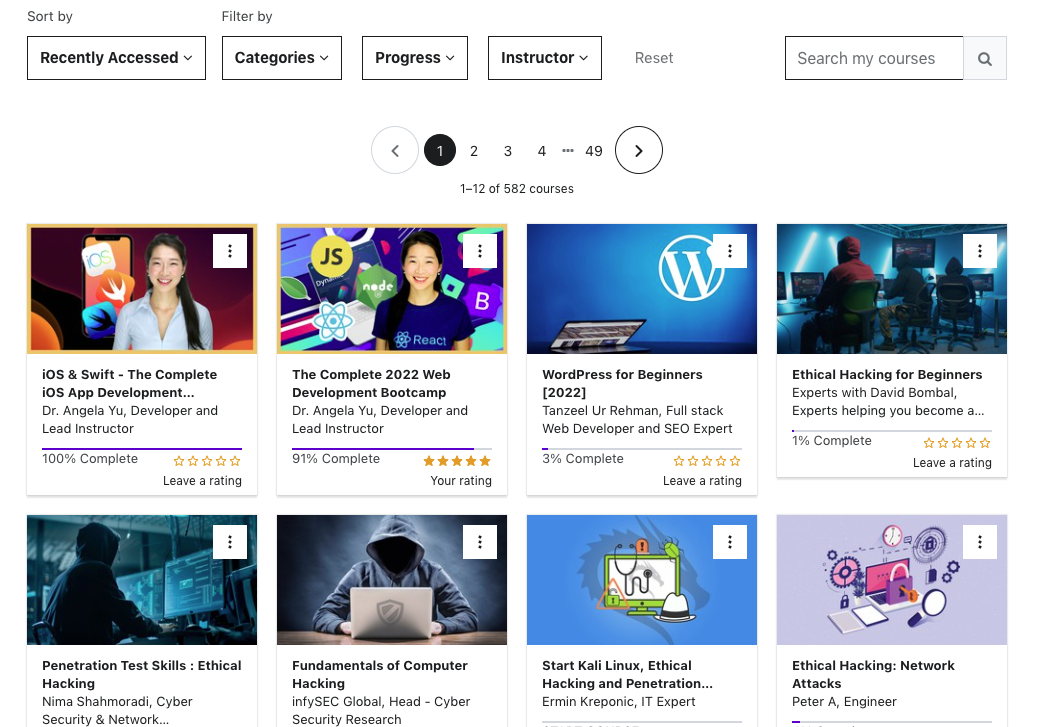 Sort by
Filter by
Recently Accessed
Categories
Progress
Instructor
Reset
Search my courses
1
2
3
4
•••
49
1–12 of 582 courses
iOS
JS
node
B
React
W
iOS & Swift - The Complete
iOS App Development...
Dr. Angela Yu, Developer and
Lead Instructor
100% Complete
Leave a rating
The Complete 2022 Web
Development Bootcamp
Dr. Angela Yu, Developer and
Lead Instructor
91% Complete
Your rating
WordPress for Beginners
[2022]
Tanzeel Ur Rehman, Full stack
Web Developer and SEO Expert
3% Complete
Leave a rating
Ethical Hacking for Beginners
Experts with David Bombal,
Experts helping you become a...
1% Complete
Leave a rating
Penetration Test Skills : Ethical
Hacking
Nima Shahmoradi, Cyber
Security & Network...
Fundamentals of Computer
Hacking
infySEC Global, Head - Cyber
Security Research
Start Kali Linux, Ethical
Hacking and Penetration...
Ermin Kreponic, IT Expert
Ethical Hacking: Network
Attacks
Peter A, Engineer